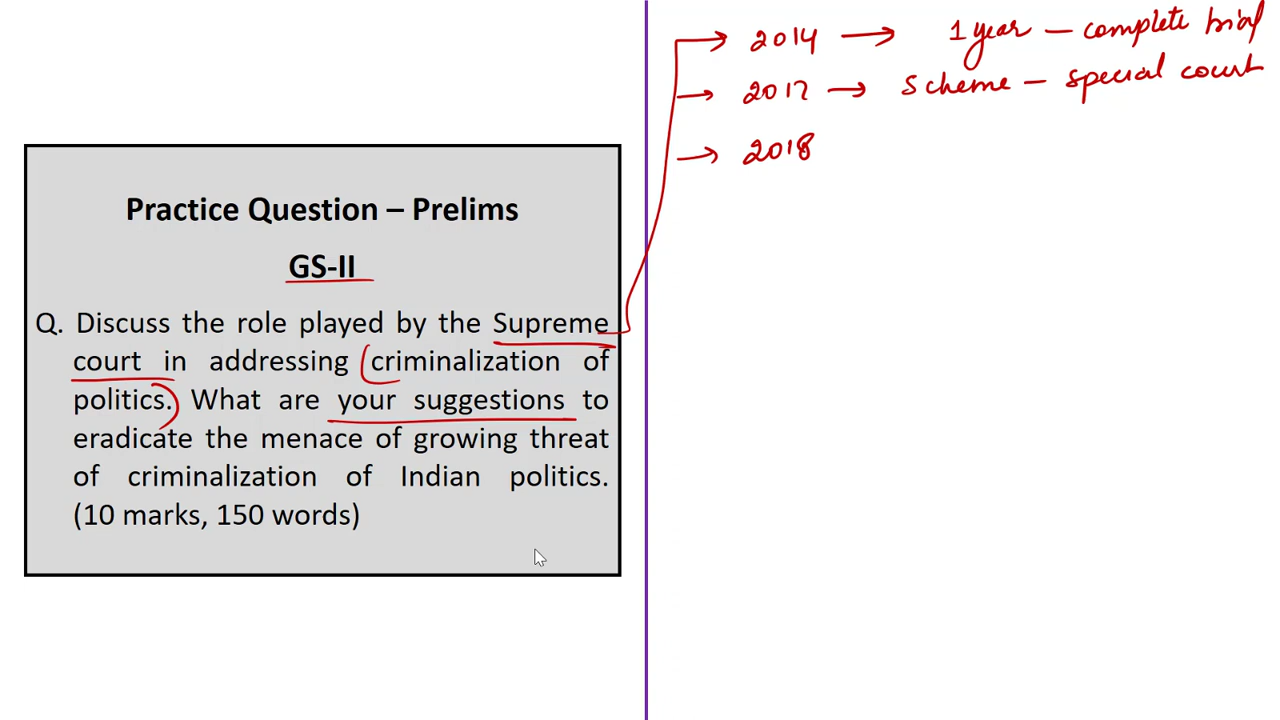 2014 → 1 year – complete brief
2017 → Scheme – special court
→ 2018
Practice Question – Prelims
GS-II
Q. Discuss the role played by the Supreme
court in addressing (criminalization of
politics.) What are your suggestions to
eradicate the menace of growing threat
of criminalization of Indian politics.
(10 marks, 150 words)